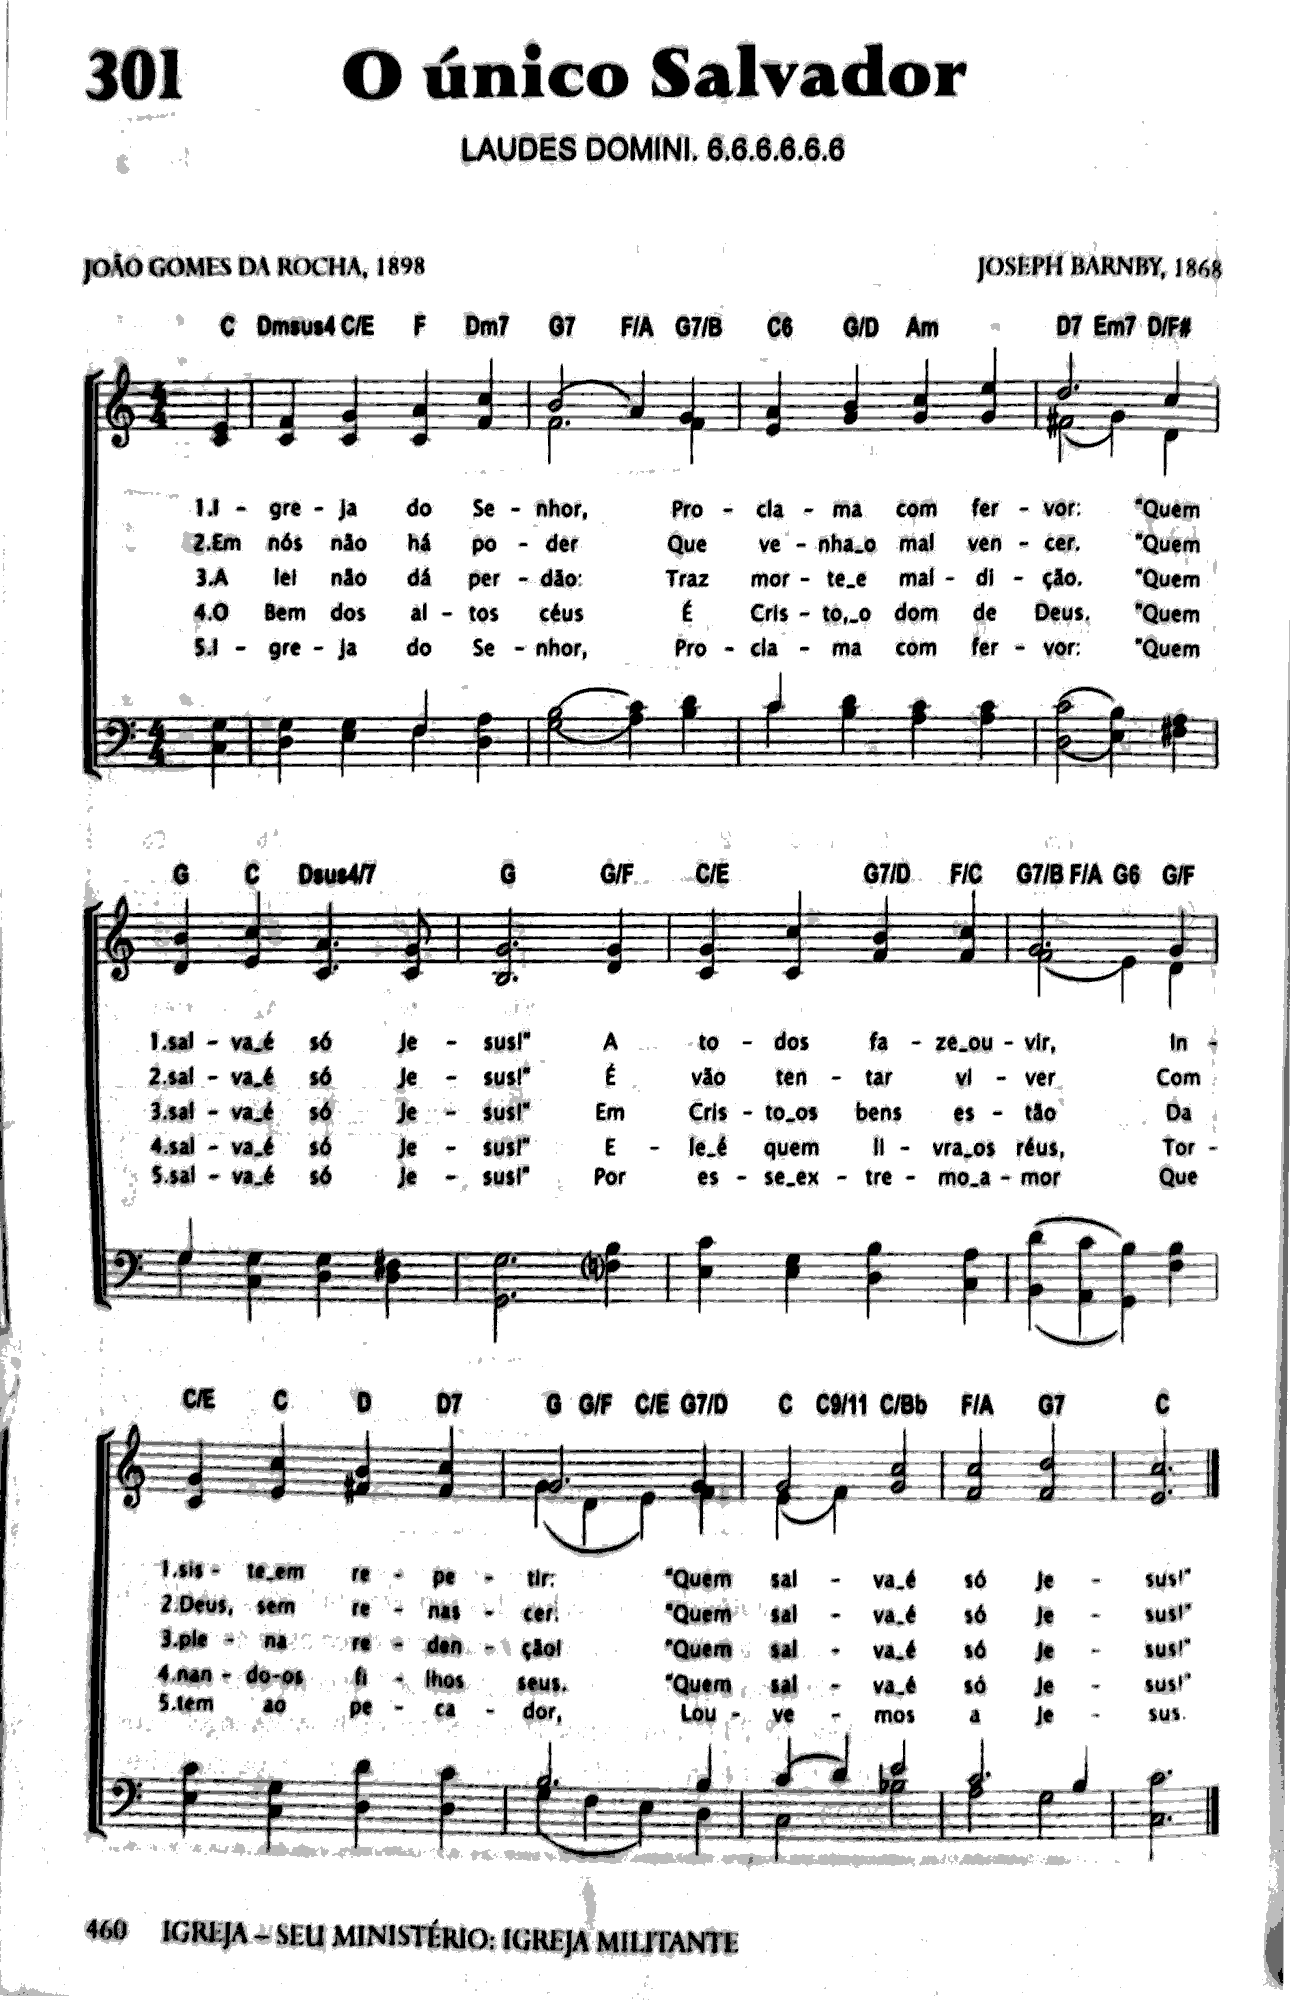 301 O único Salvador
LAUDES DOMINI. 6.6.6.6.6.6
JOÃO GOMES DA ROCHA, 1898 JOSEPH BARNBY, 1868
C Dmsus4 C/E F Dm7 G7 F/A G7/B C6 G/D Am D7 Em7 D/F#
1.I - gre - ja do Se - nhor, Pro - cla - ma com fer - vor: "Quem
2.Em nós não há po - der Que ve - nha_o mal ven - cer. "Quem
3.A lei não dá per - dão: Traz mor - te_e mal - di - ção. "Quem
4.O Bem dos al - tos céus É Cris - to,_o dom de Deus. "Quem
5.I - gre - ja do Se - nhor, Pro - cla - ma com fer - vor: "Quem
G C Dsus4/7 G G/F C/E G7/D F/C G7/B F/A G6 G/F
1.sal - va_é só Je - sus!" A to - dos fa - ze_ou - vir, In -
2.sal - va_é só Je - sus!" É vão ten - tar vi - ver Com
3.sal - va_é só Je - sus!" Em Cris - to_os bens es - tão Da
4.sal - va_é só Je - sus!" E - le_é quem li - vra_os réus, Tor -
5.sal - va_é só Je - sus!" Por es - se_ex - tre - mo_a - mor Que
C/E C D D7 G G/F C/E G7/D C C9/11 C/Bb F/A G7 C
1.sis - te_em re - pe - tir: "Quem sal - va_é só Je - sus!"
2.Deus, sem re - nas - cer. "Quem sal - va_é só Je - sus!"
3.ple - na re - den - ção! "Quem sal - va_é só Je - sus!"
4.nan - do-os fi - lhos seus. "Quem sal - va_é só Je - sus!"
5.tem ao pe - ca - dor, Lou - ve - mos a Je - sus.
460 IGREJA – SEU MINISTÉRIO: IGREJA MILITANTE